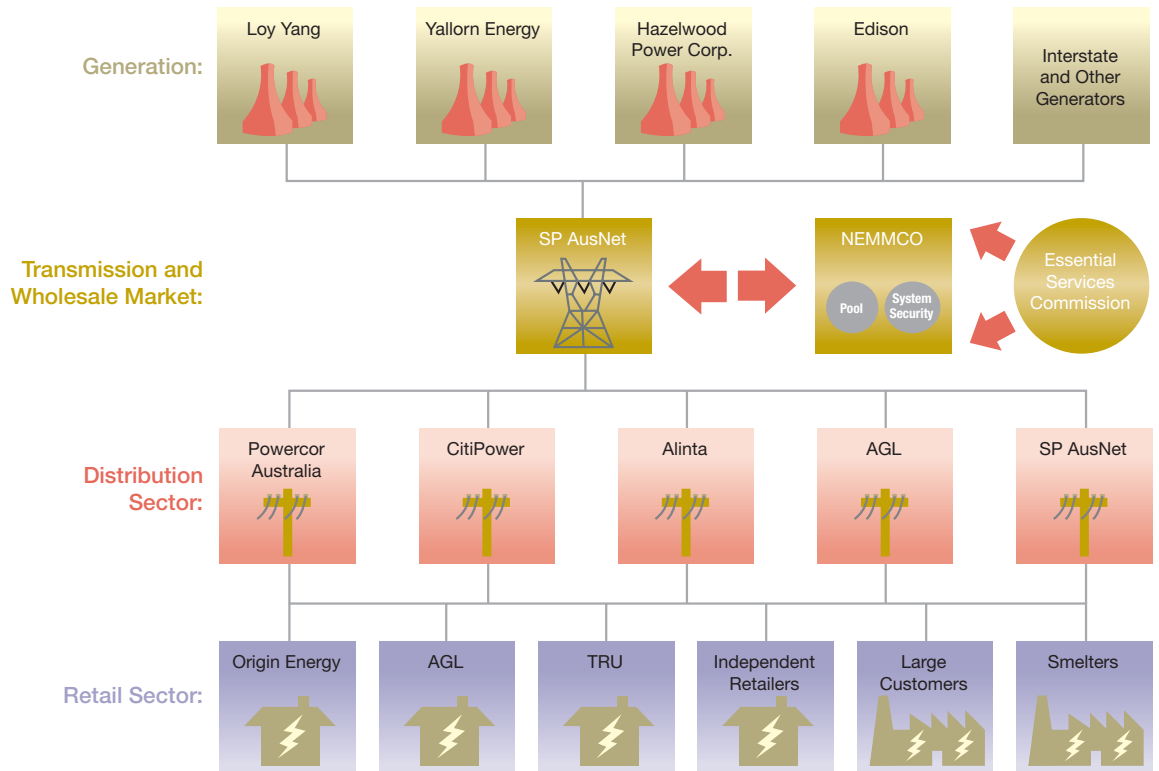 Generation:
Loy Yang
Yallorn Energy
Hazelwood
Power Corp.
Edison
Interstate
and Other
Generators
Transmission and
Wholesale Market:
SP AusNet
NEMMCO
Pool
System
Security
Essential
Services
Commission
Distribution
Sector:
Powercor
Australia
CitiPower
Alinta
AGL
SP AusNet
Retail Sector:
Origin Energy
AGL
TRU
Independent
Retailers
Large
Customers
Smelters